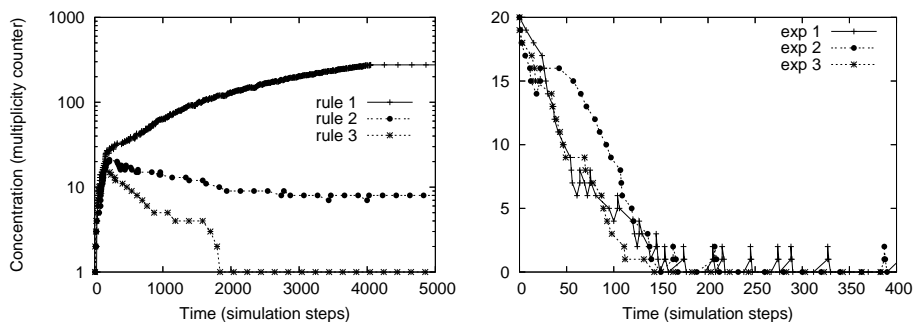 Concentration (multiplicity counter)
1000
100
10
1
0
1000
2000
3000
4000
5000
Time (simulation steps)
rule 1
rule 2
rule 3
20
15
10
5
0
0
50
100
150
200
250
300
350
400
Time (simulation steps)
exp 1
exp 2
exp 3